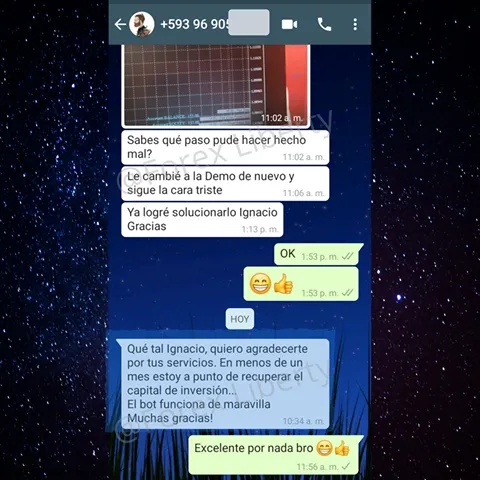 +593 96 905
11:02 a. m.
Sabes qué paso pude hacer hecho
mal?
11:02 a. m.
Le cambié a la Demo de nuevo y
sigue la cara triste
11:06 a. m.
Ya logré solucionarlo Ignacio
Gracias
1:13 p. m.
OK
1:53 p. m.
1:53 p. m.
HOY
Qué tal Ignacio, quiero agradecerte
por tus servicios. En menos de un
mes estoy a punto de recuperar el
capital de inversión...
El bot funciona de maravilla
Muchas gracias!
10:34 a. m.
Excelente por nada bro 😁👍
11:56 a. m.
@Forex Liberty
@Forex Liberty